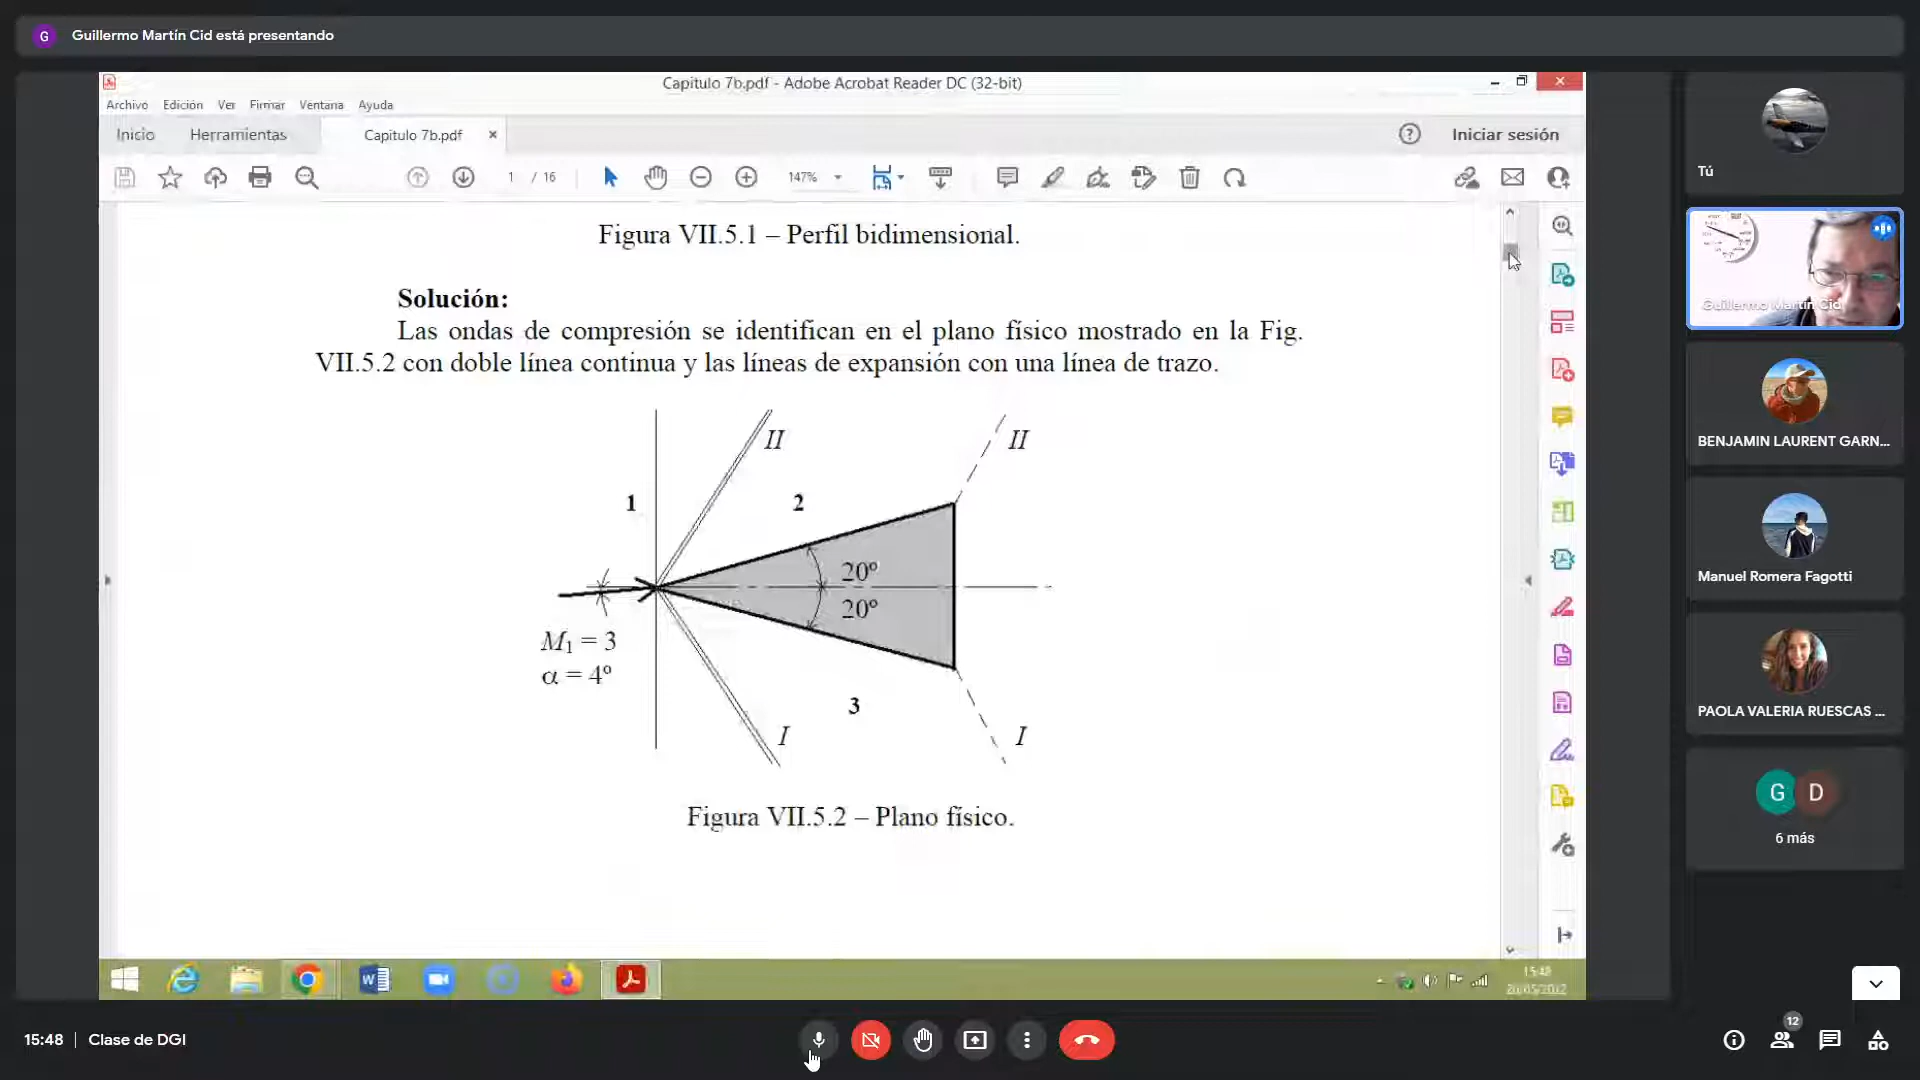 G Guillermo Martín Cid está presentando
Capitulo 7b.pdf - Adobe Acrobat Reader DC (32-bit)
Archivo Edición Ver Firmar Ventana Ayuda
Inicio Herramientas Capitulo 7b.pdf × Iniciar sesión
1 / 16 147%
Figura VII.5.1 – Perfil bidimensional.
Solución:
Las ondas de compresión se identifican en el plano físico mostrado en la Fig.
VII.5.2 con doble línea continua y las líneas de expansión con una línea de trazo.
II II
1 2
20º
20º
M1 = 3
α = 4º
3
I I
Figura VII.5.2 – Plano físico.
Tú
Guillermo Martín Cid
BENJAMIN LAURENT GARN...
Manuel Romera Fagotti
PAOLA VALERIA RUESCAS ...
G D
6 más
15:48
15:48 | Clase de DGI
12